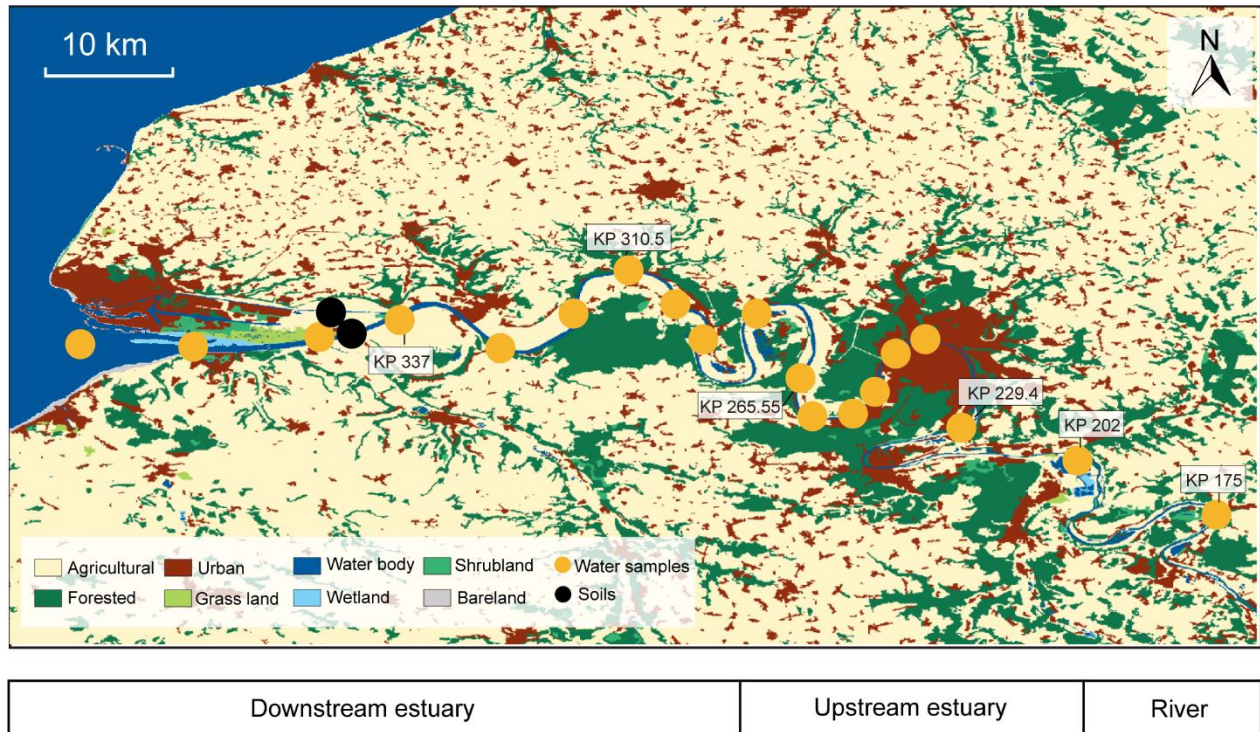 10 km
N
KP 310.5
KP 337
KP 265.55
KP 229.4
KP 202
KP 175
Agricultural Urban Water body Shrubland Water samples
Forested Grass land Wetland Bareland Soils
Downstream estuary Upstream estuary River